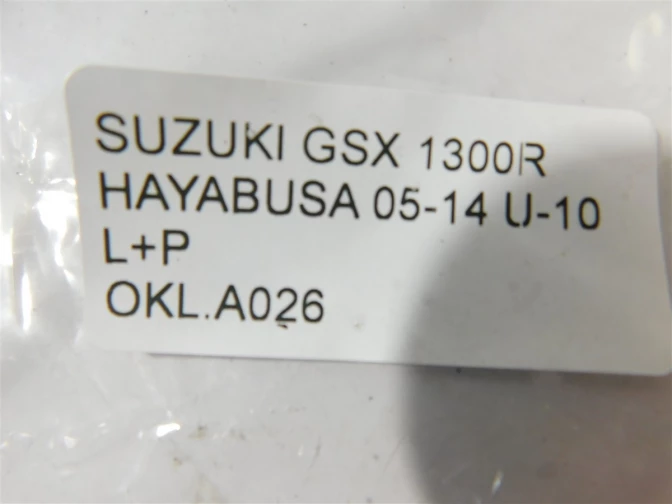 SUZUKI GSX 1300R
HAYABUSA 05-14 U-10
L+P
OKL.A026